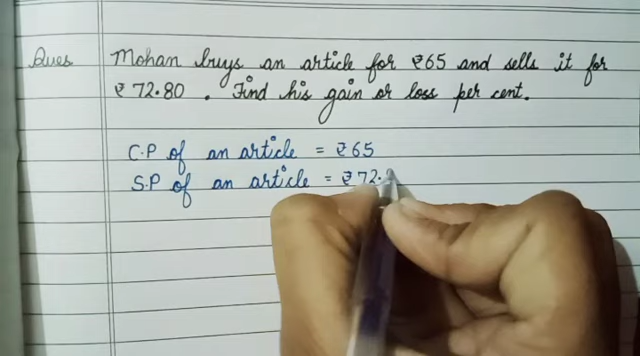 Ques Mohan buys an article for ₹65 and sells it for
₹72.80 . Find his gain or loss per cent.
C.P of an article = ₹65
S.P of an article = ₹72.